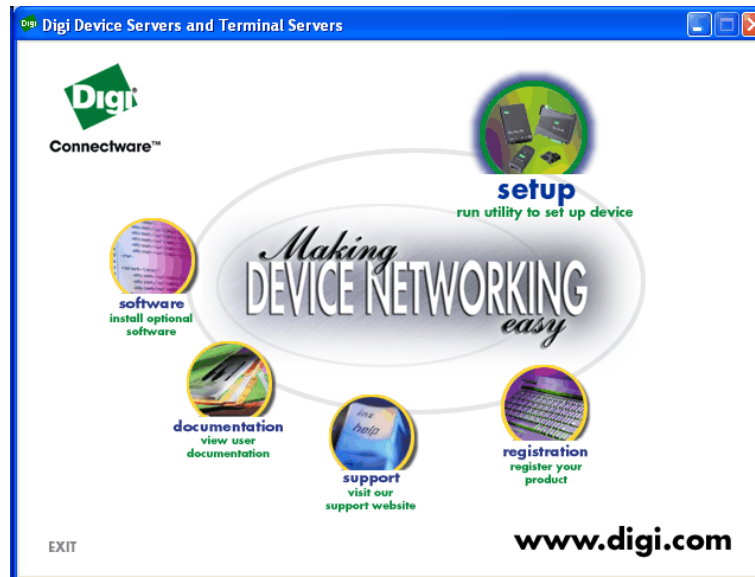 Digi Device Servers and Terminal Servers
Digi
Connectware™
setup
run utility to set up device
Making
DEVICE NETWORKING
easy
software
install optional
software
documentation
view user
documentation
ins
help
support
visit our
support website
registration
register your
product
EXIT
www.digi.com